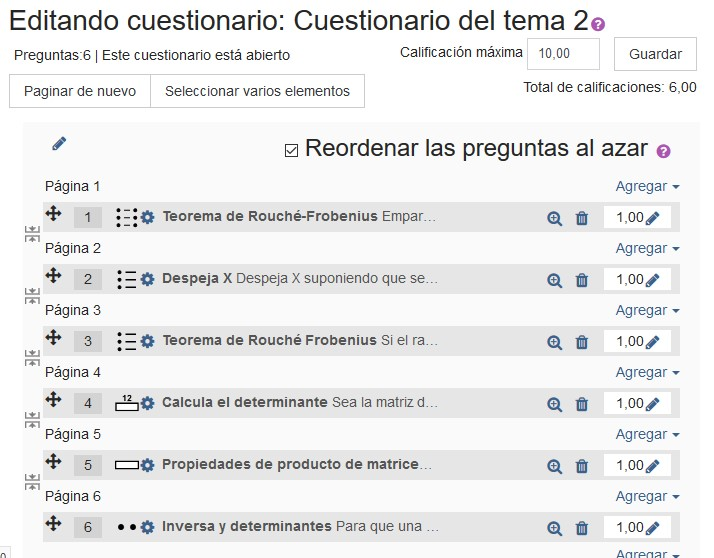 Editando cuestionario: Cuestionario del tema 2
Preguntas:6 | Este cuestionario está abierto
Calificación máxima 10,00 Guardar
Paginar de nuevo Seleccionar varios elementos
Total de calificaciones: 6,00
Reordenar las preguntas al azar
Página 1 Agregar
1 Teorema de Rouché-Frobenius Empar... 1,00
Página 2 Agregar
2 Despeja X Despeja X suponiendo que se... 1,00
Página 3 Agregar
3 Teorema de Rouché Frobenius Si el ra... 1,00
Página 4 Agregar
4 12 Calcula el determinante Sea la matriz d... 1,00
Página 5 Agregar
5 Propiedades de producto de matrice... 1,00
Página 6 Agregar
6 Inversa y determinantes Para que una ... 1,00
Agregar